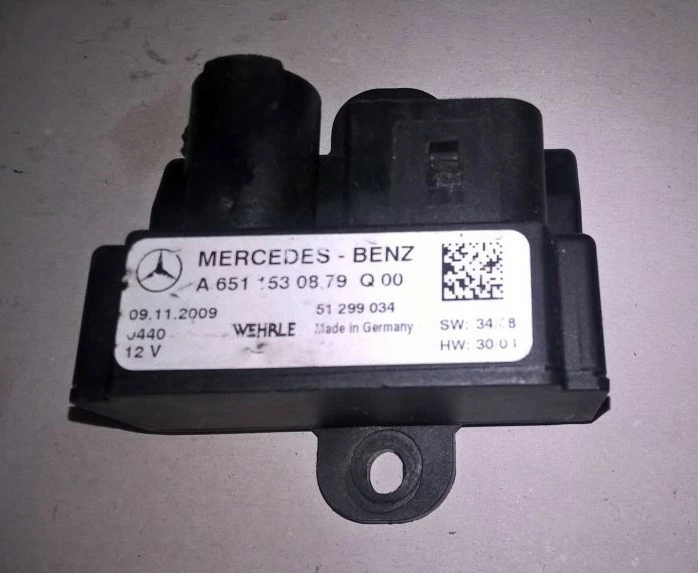 MERCEDES - BENZ
A 651 153 08 79 Q 00
09.11.2009 51 299 034
0440 WEHRLE Made in Germany SW: 34/08
12 V HW: 30/01